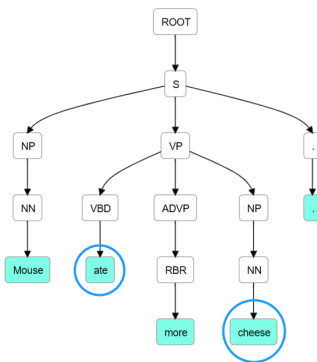 ROOT
S
NP VP .
NN VBD ADVP NP .
Mouse ate RBR NN
more cheese